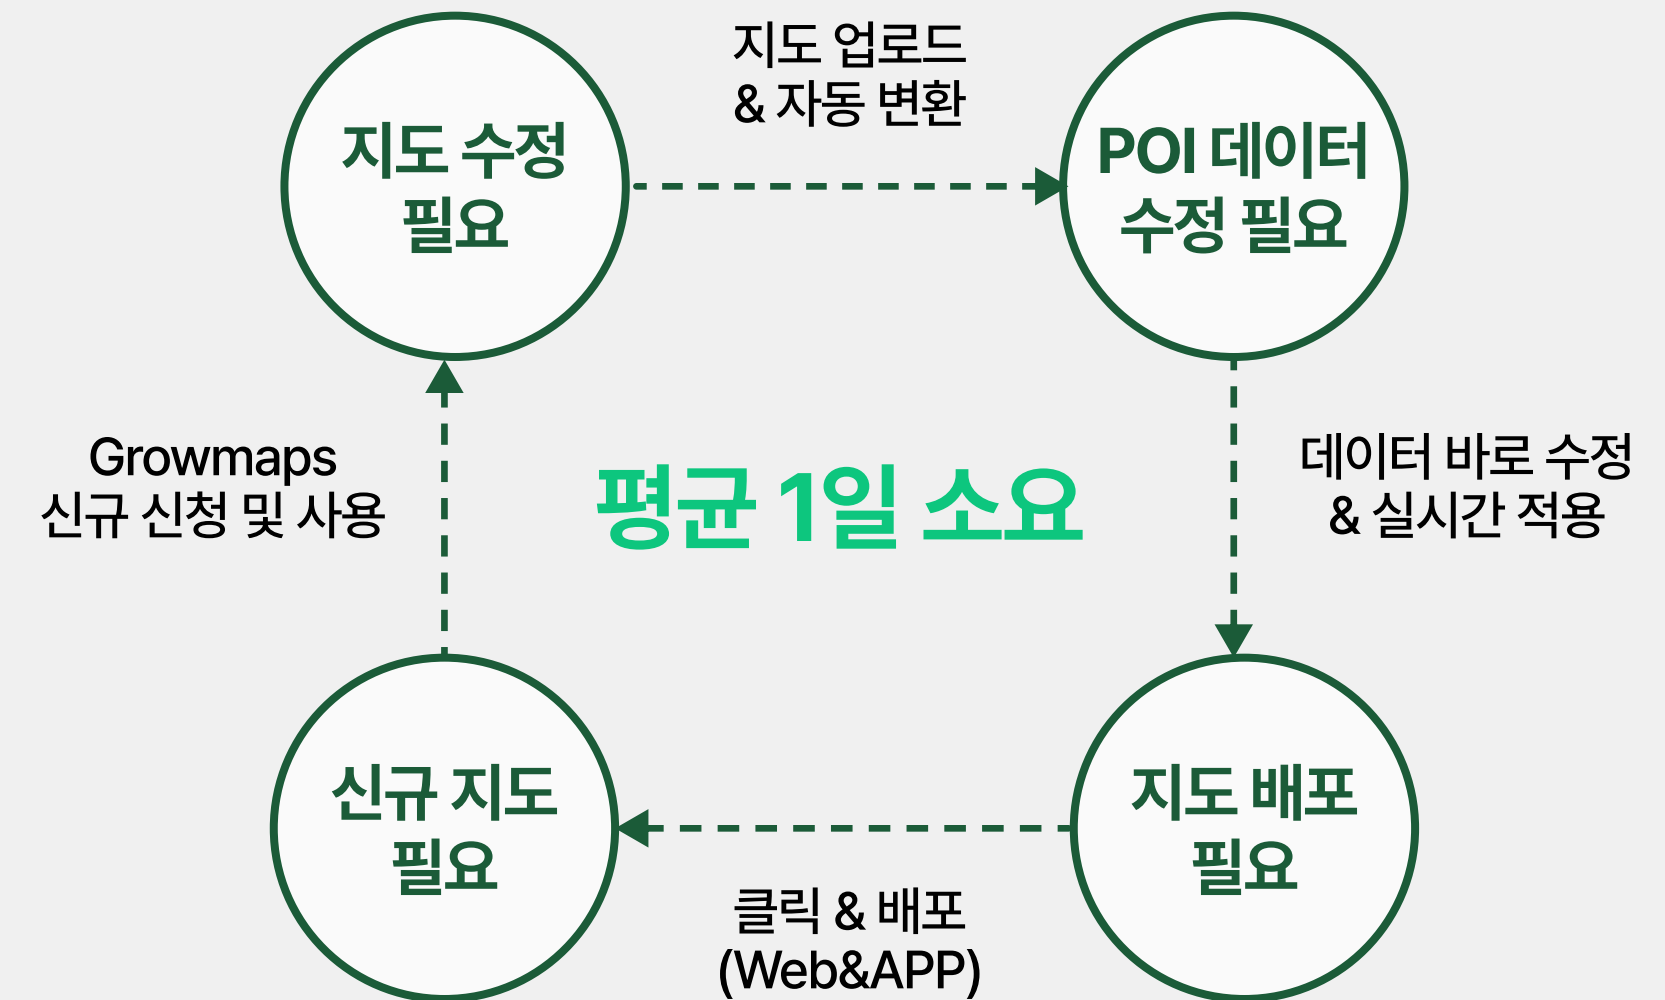 지도 수정
필요
지도 업로드
& 자동 변환
POI 데이터
수정 필요
Growmaps
신규 신청 및 사용
평균 1일 소요
데이터 바로 수정
& 실시간 적용
신규 지도
필요
클릭 & 배포
(Web&APP)
지도 배포
필요